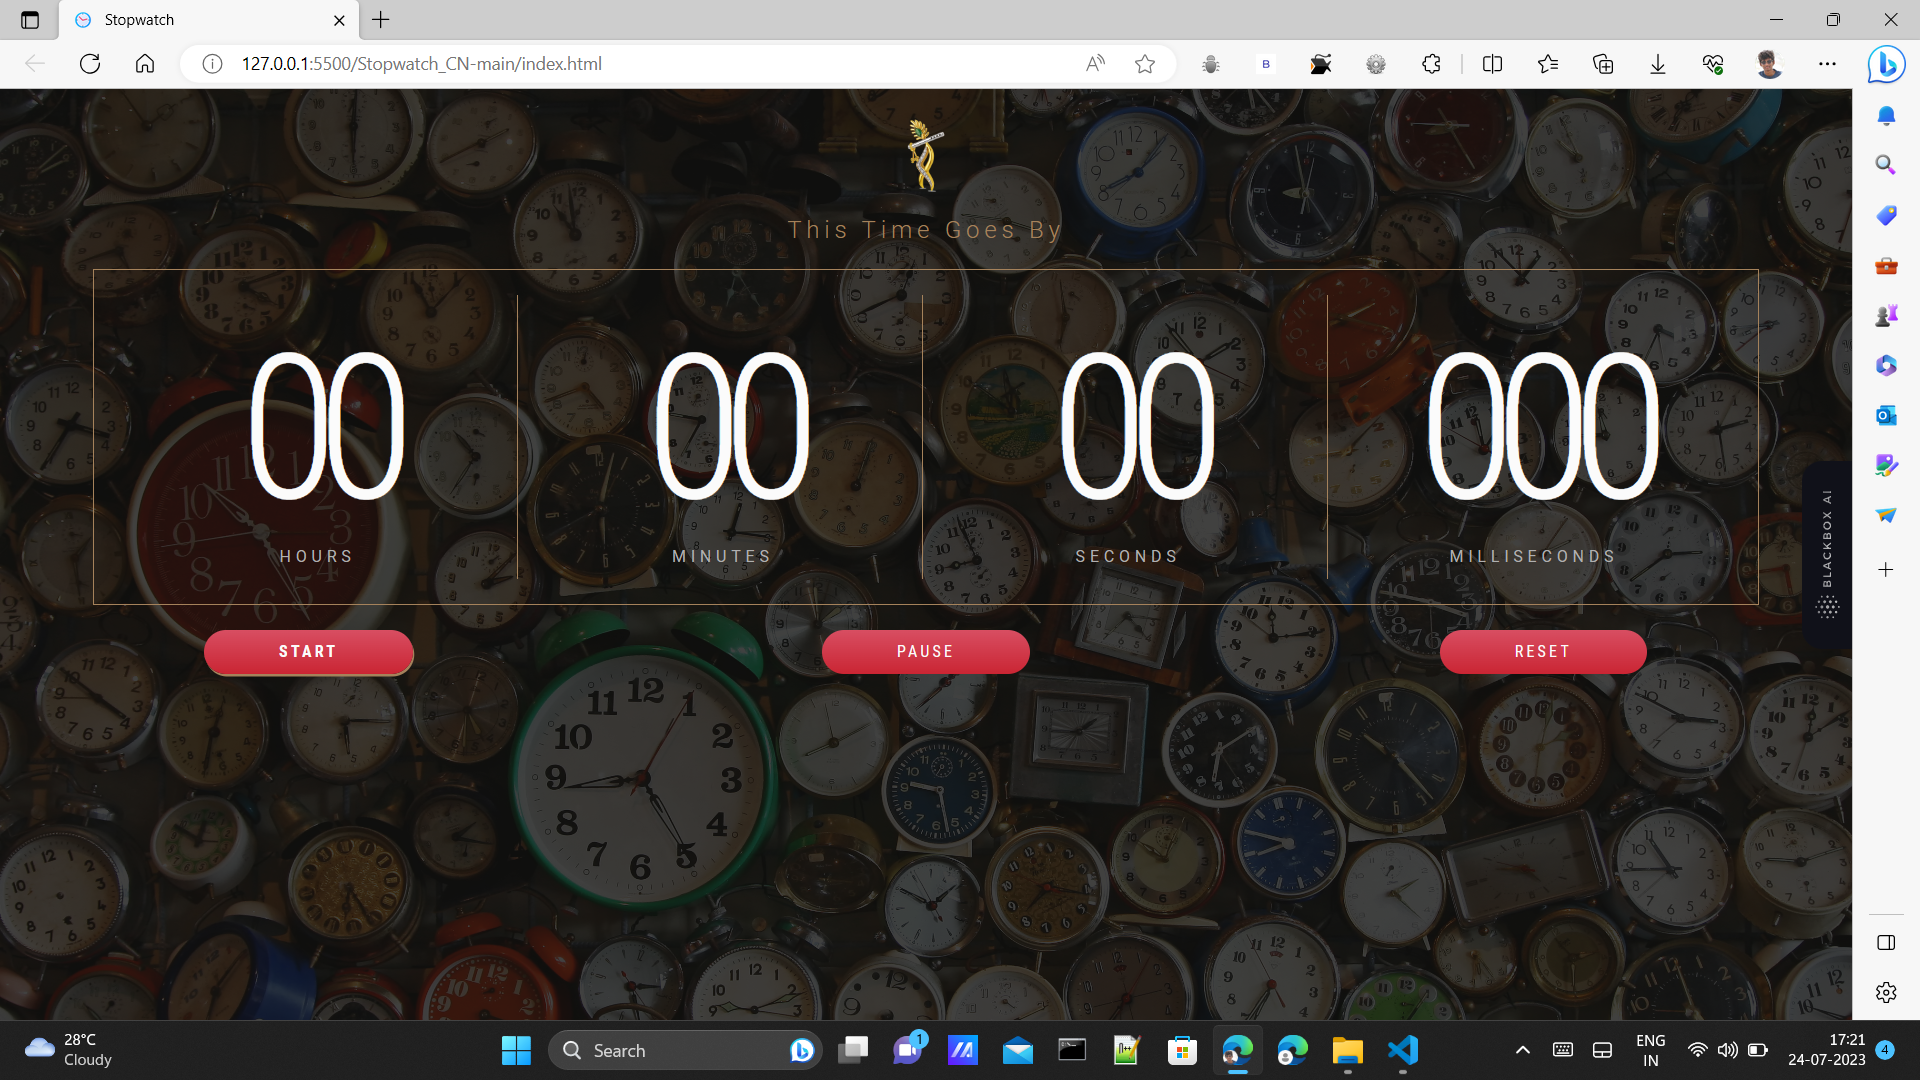 Stopwatch
127.0.0.1:5500/Stopwatch_CN-main/index.html
B
This Time Goes By
00
00
00
000
HOURS
MINUTES
SECONDS
MILLISECONDS
START
PAUSE
RESET
BLACKBOX AI
28°C
Cloudy
Search
1
ENG
IN
17:21
24-07-2023
4